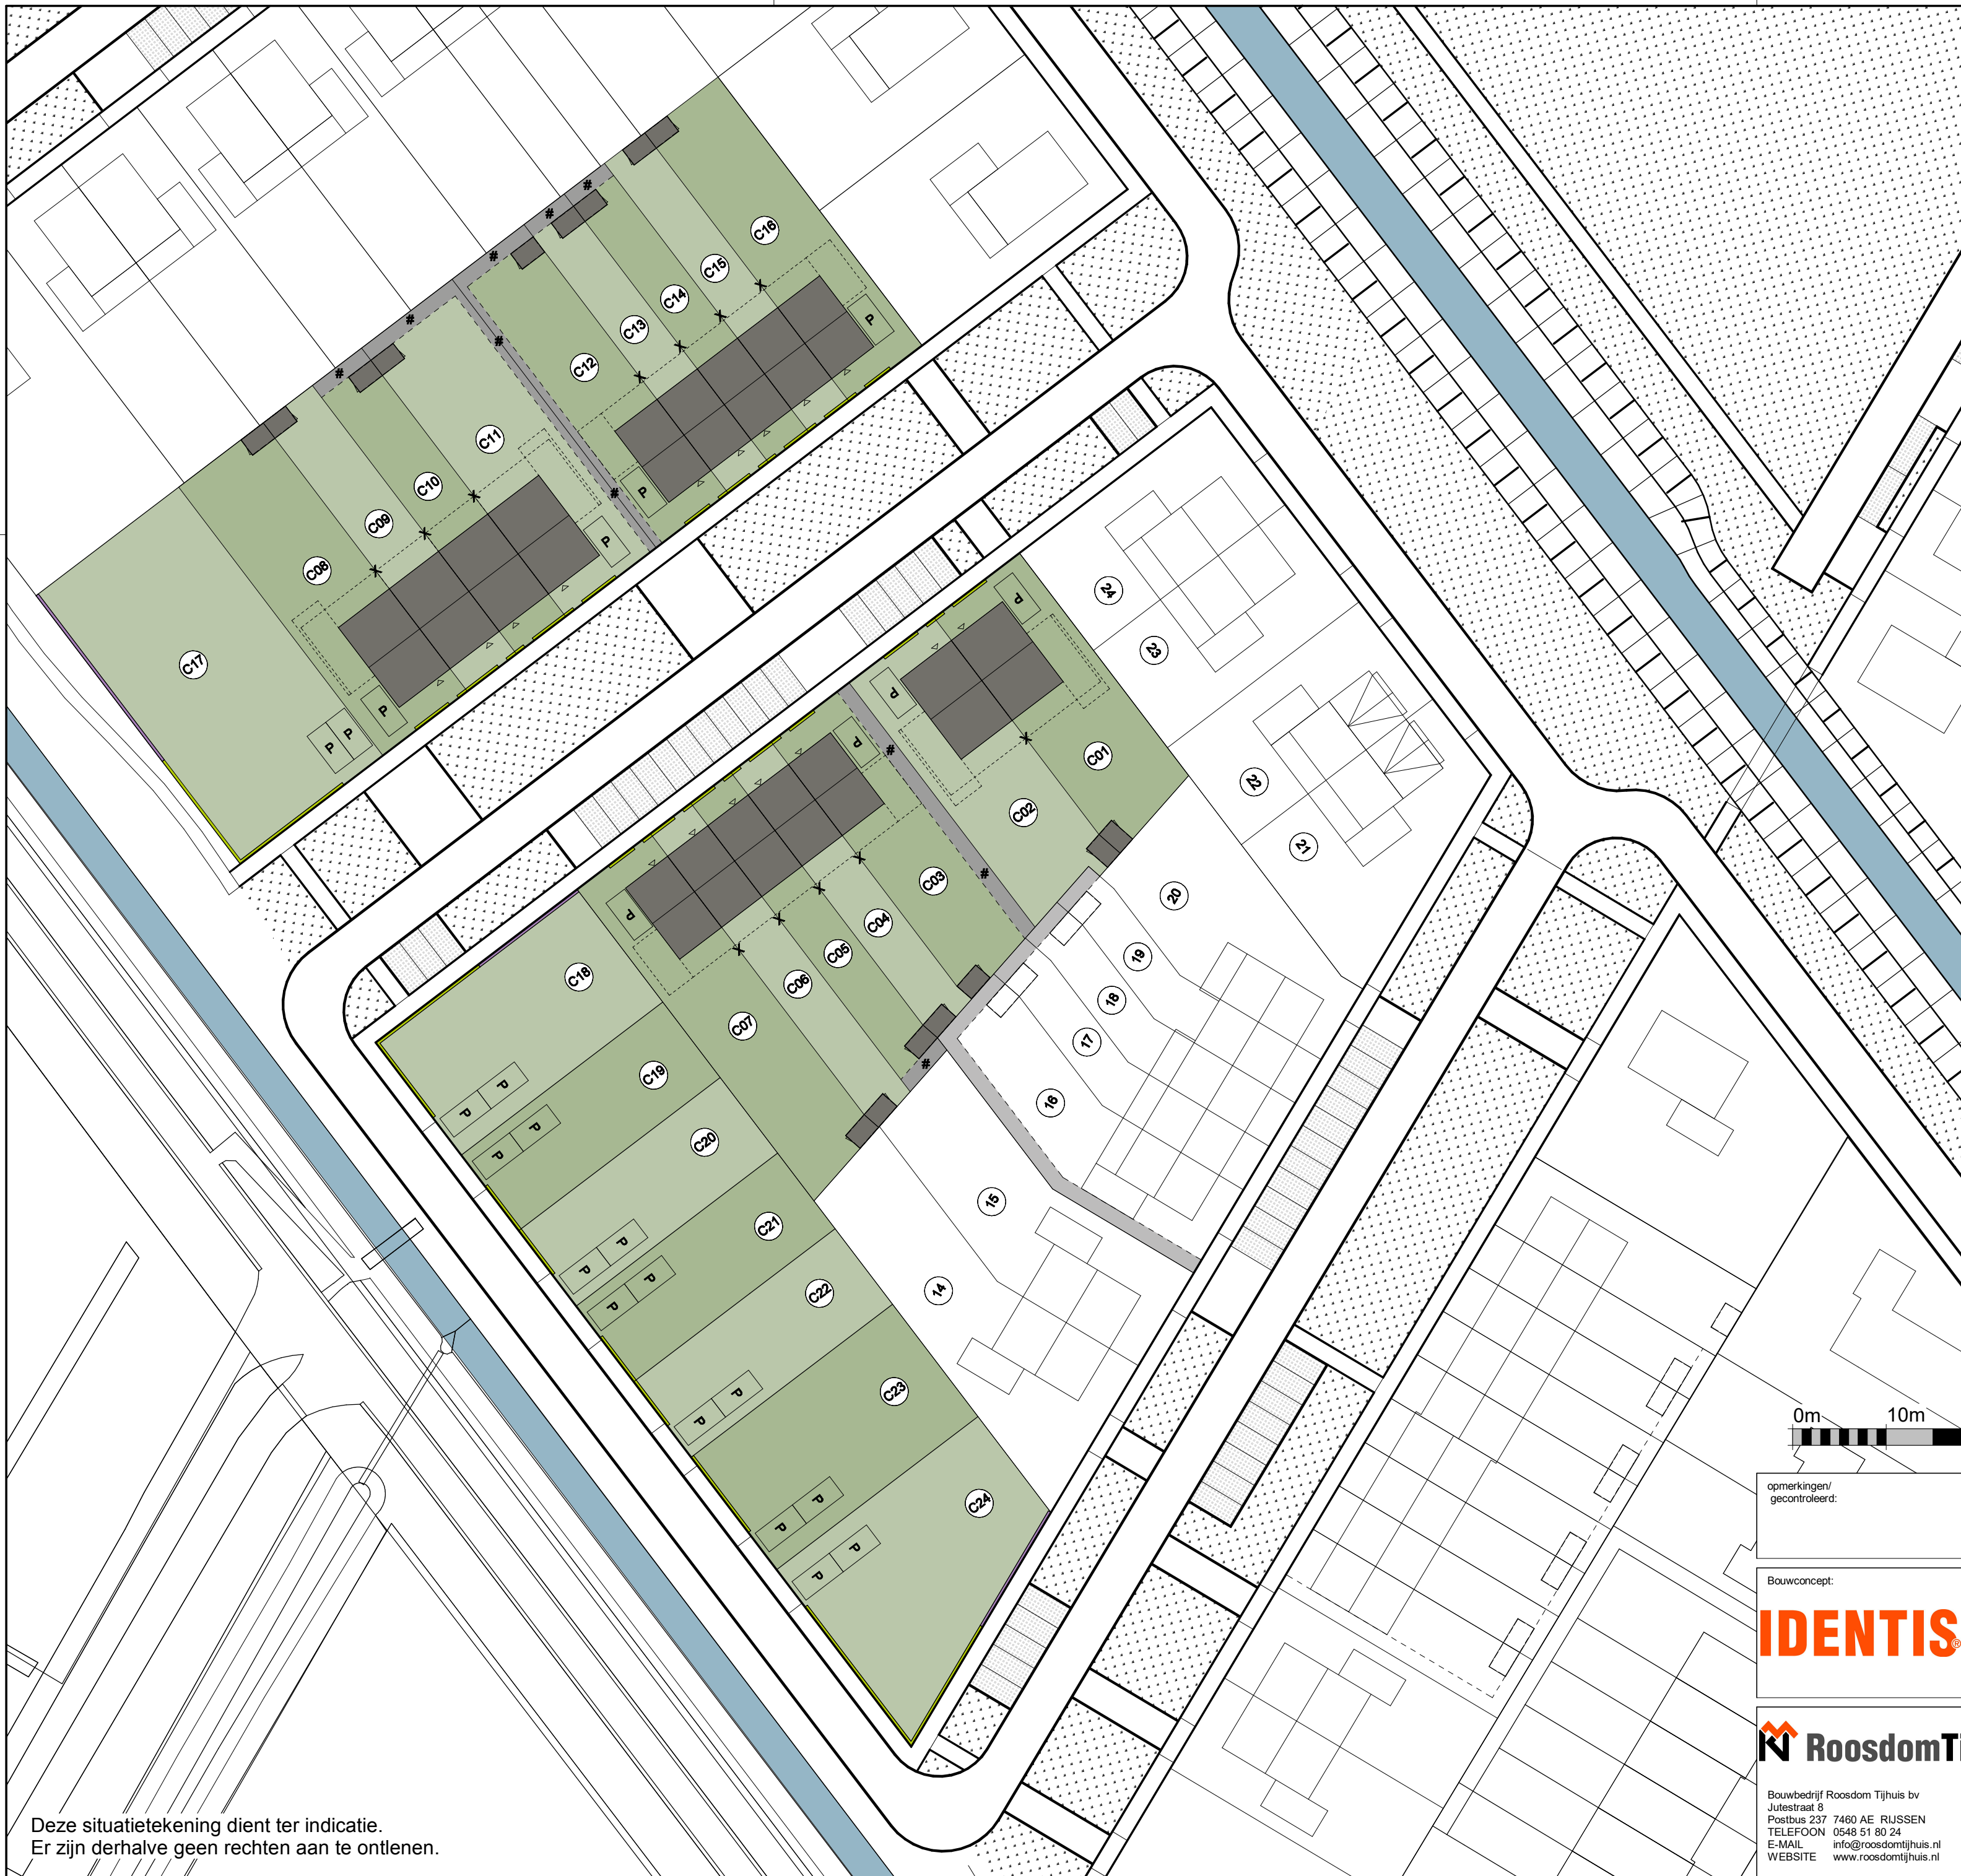 C16
C15
C14
C13
C12
C11
C10
C09
C08
C17
P
P
P
P
P P
# # # # # # #
24
23
22
21
20
19
18
17
16
15
14
C01
C02
C03
C04
C05
C06
C07
P
P
P
P
# # #
C18
C19
C20
C21
C22
C23
C24
P P
P P
P P
P P
P P
P P
P P
0m 10m
opmerkingen/
gecontroleerd:
Bouwconcept:
IDENTIS®
RoosdomTi
Bouwbedrijf Roosdom Tijhuis bv
Jutestraat 8
Postbus 237 7460 AE RIJSSEN
TELEFOON 0548 51 80 24
E-MAIL info@roosdomtijhuis.nl
WEBSITE www.roosdomtijhuis.nl
Deze situatietekening dient ter indicatie.
Er zijn derhalve geen rechten aan te ontlenen.